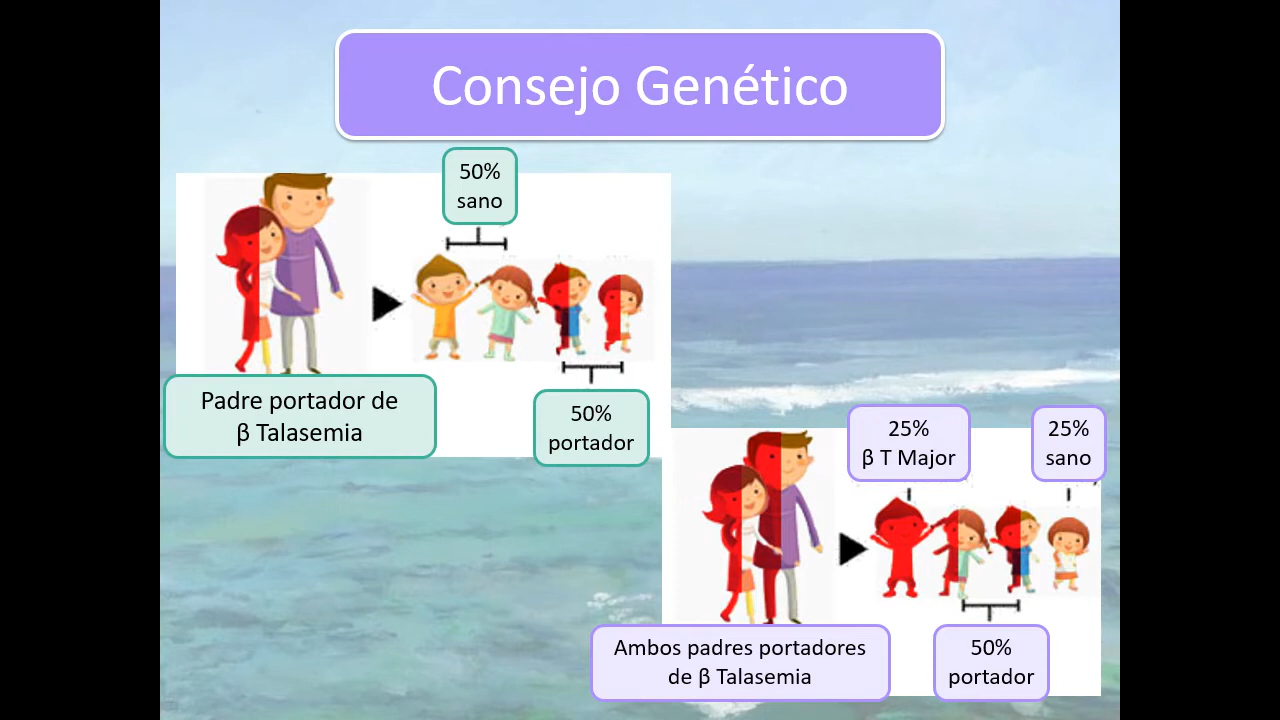 Consejo Genético
50%
sano
Padre portador de
β Talasemia
50%
portador
25%
β T Major
25%
sano
Ambos padres portadores
de β Talasemia
50%
portador